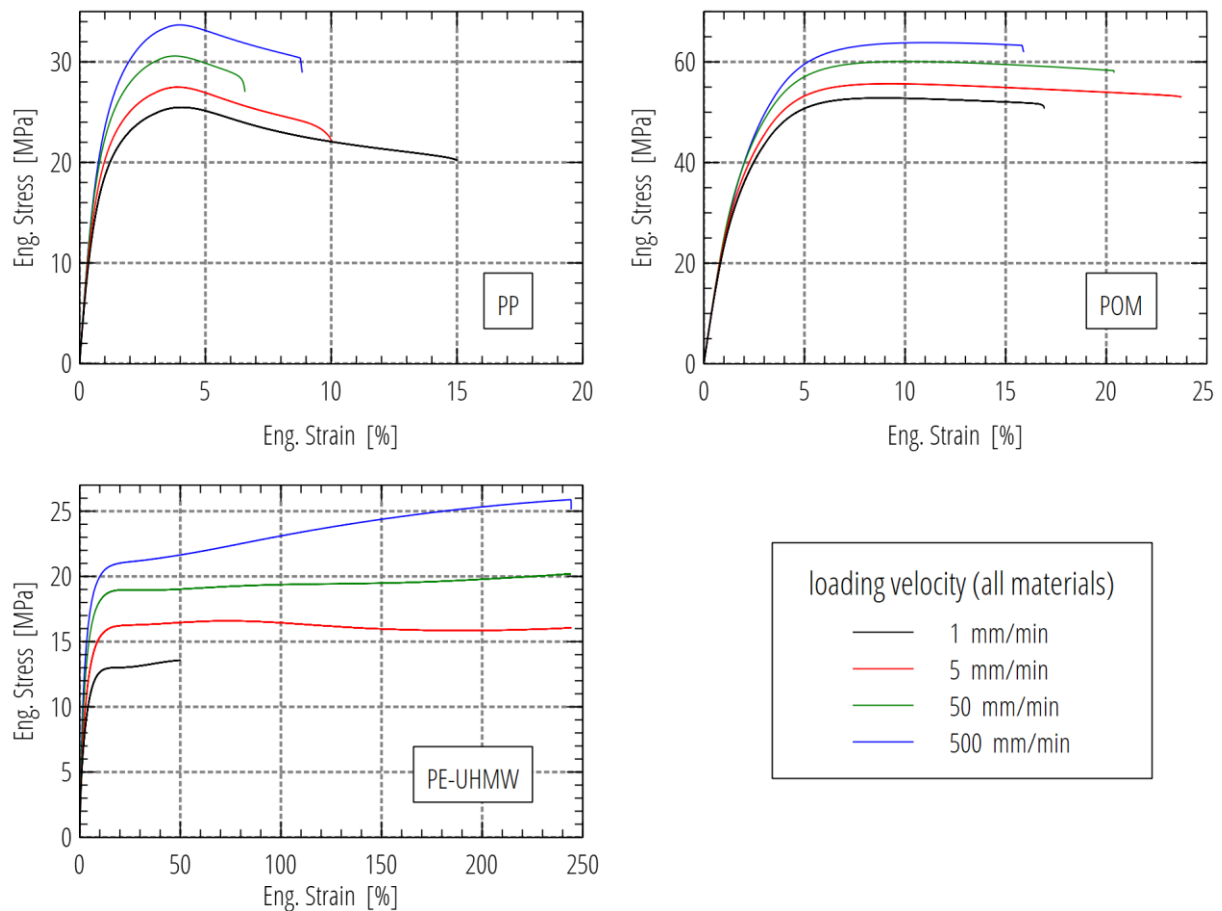 Eng. Stress [MPa]
30
20
10
0
0 5 10 15 20
Eng. Strain [%]
PP
Eng. Stress [MPa]
60
40
20
0
0 5 10 15 20 25
Eng. Strain [%]
POM
Eng. Stress [MPa]
25
20
15
10
5
0
0 50 100 150 200 250
Eng. Strain [%]
PE-UHMW
loading velocity (all materials)
1 mm/min
5 mm/min
50 mm/min
500 mm/min